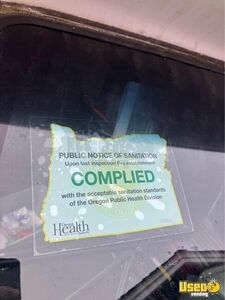 PUBLIC NOTICE OF SANITATION
Upon last inspection this establishment
COMPLIED
with the acceptable sanitation standards
of the Oregon Public Health Division
Oregon
Health
Used
vending